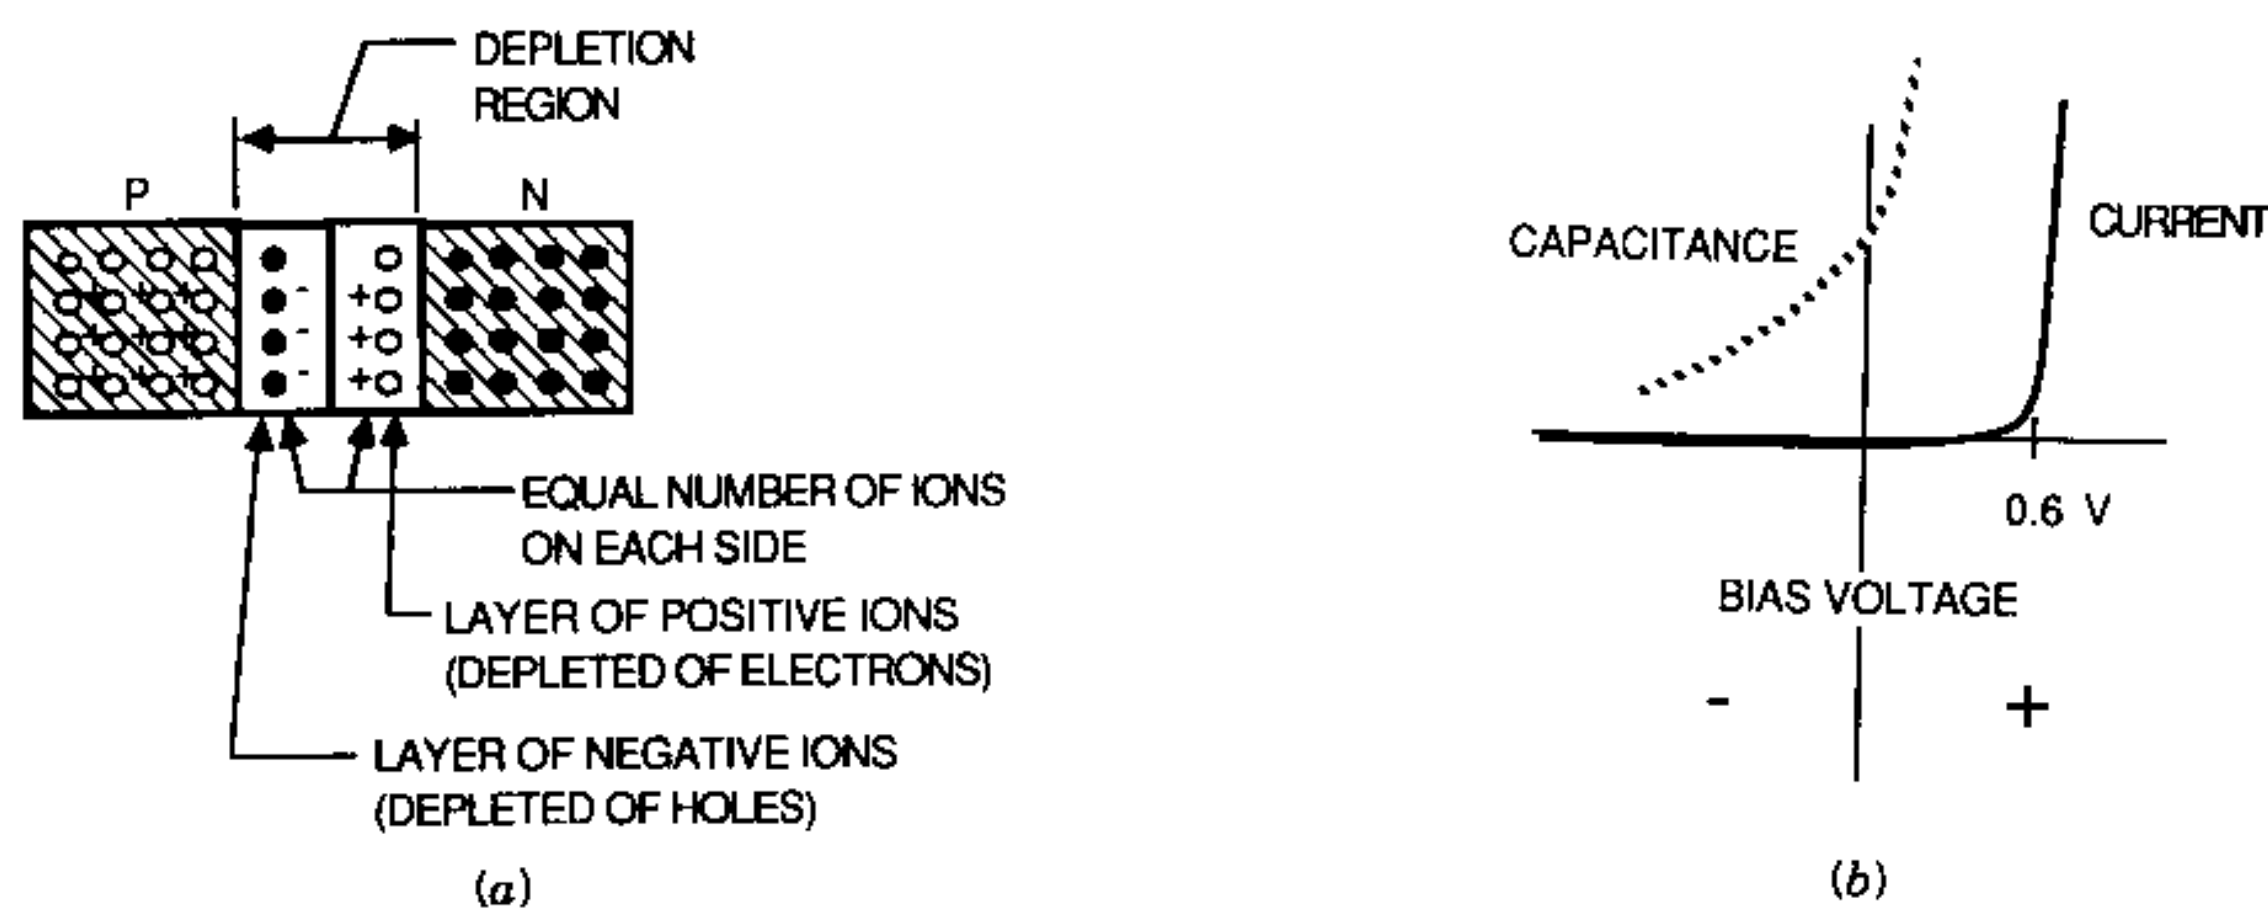 DEPLETION
REGION
P
N
EQUAL NUMBER OF IONS
ON EACH SIDE
LAYER OF POSITIVE IONS
(DEPLETED OF ELECTRONS)
LAYER OF NEGATIVE IONS
(DEPLETED OF HOLES)
(a)
CAPACITANCE
CURRENT
0.6 V
BIAS VOLTAGE
- +
(b)